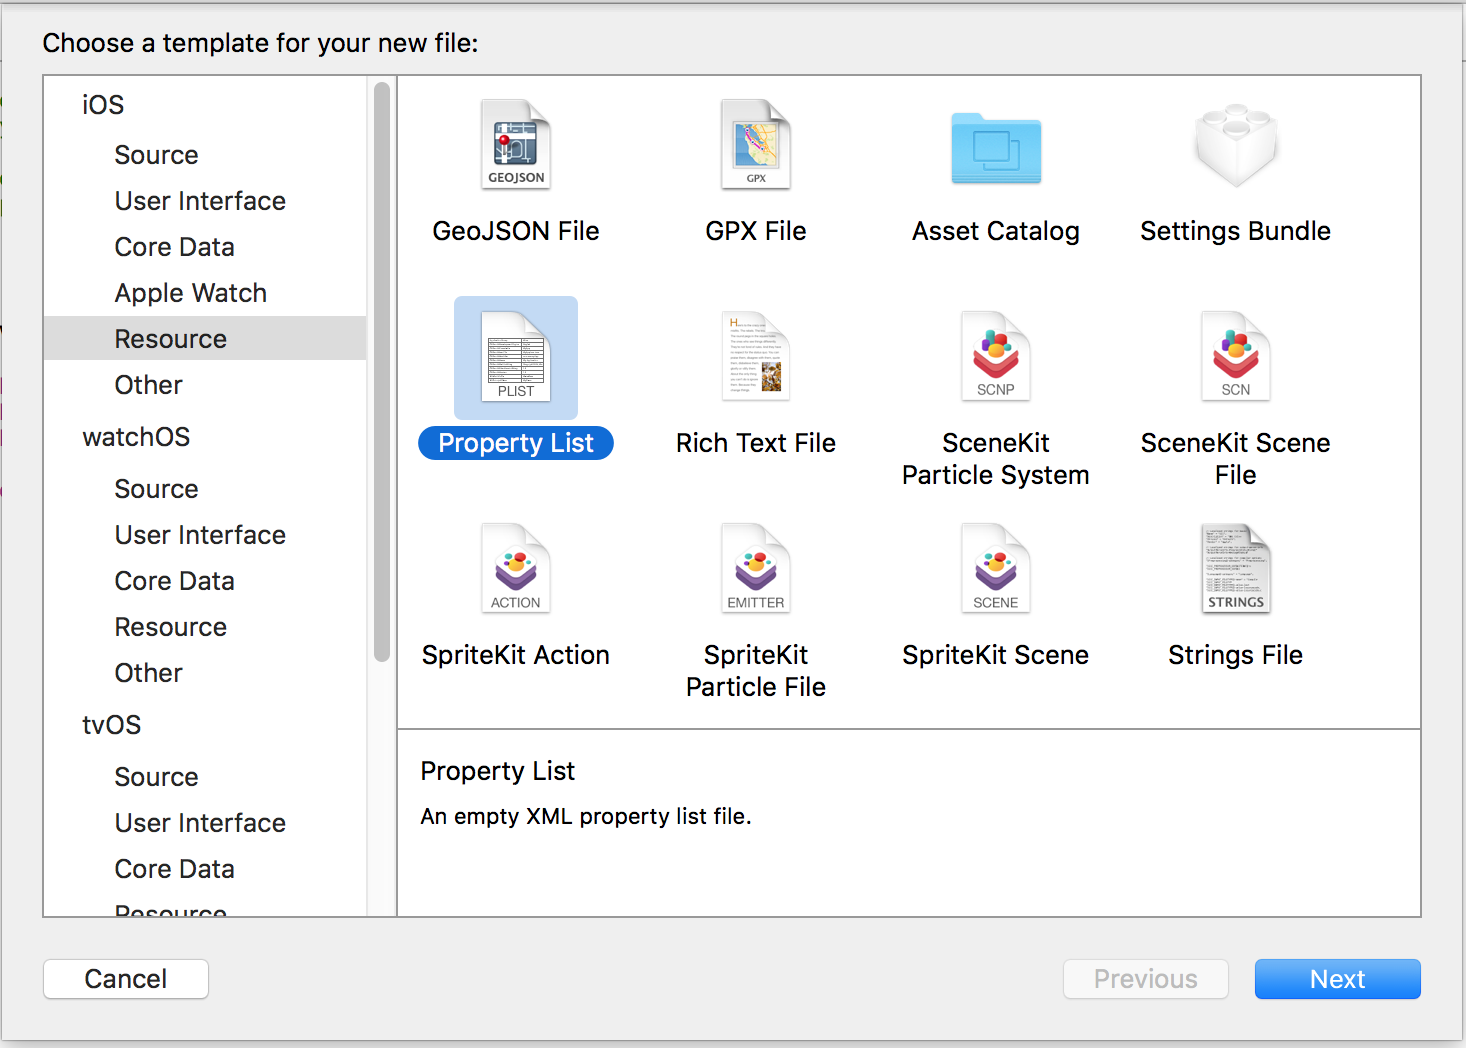 Choose a template for your new file:
iOS
Source
User Interface
Core Data
Apple Watch
Resource
Other
watchOS
Source
User Interface
Core Data
Resource
Other
tvOS
Source
User Interface
Core Data
Resource
GEOJSON
GeoJSON File
GPX
GPX File
Asset Catalog
Settings Bundle
PLIST
Property List
Rich Text File
SCNP
SceneKit
Particle System
SCN
SceneKit Scene
File
ACTION
SpriteKit Action
EMITTER
SpriteKit
Particle File
SCENE
SpriteKit Scene
STRINGS
Strings File
Property List
An empty XML property list file.
Cancel
Previous
Next